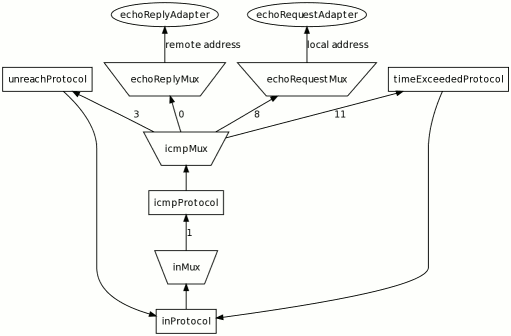 echoReplyAdapter
echoRequestAdapter
remote address
local address
unreachProtocol
echoReplyMux
echoRequestMux
timeExceededProtocol
3
0
8
11
icmpMux
icmpProtocol
1
inMux
inProtocol